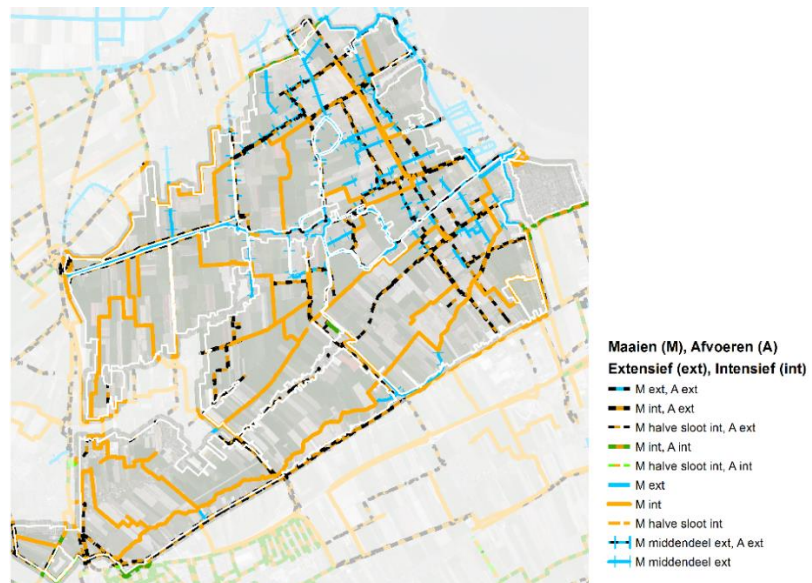 Maaien (M), Afvoeren (A)
Extensief (ext), Intensief (int)
M ext, A ext
M int, A ext
M halve sloot int, A ext
M int, A int
M halve sloot int, A int
M ext
M int
M halve sloot int
M middendeel ext, A ext
M middendeel ext